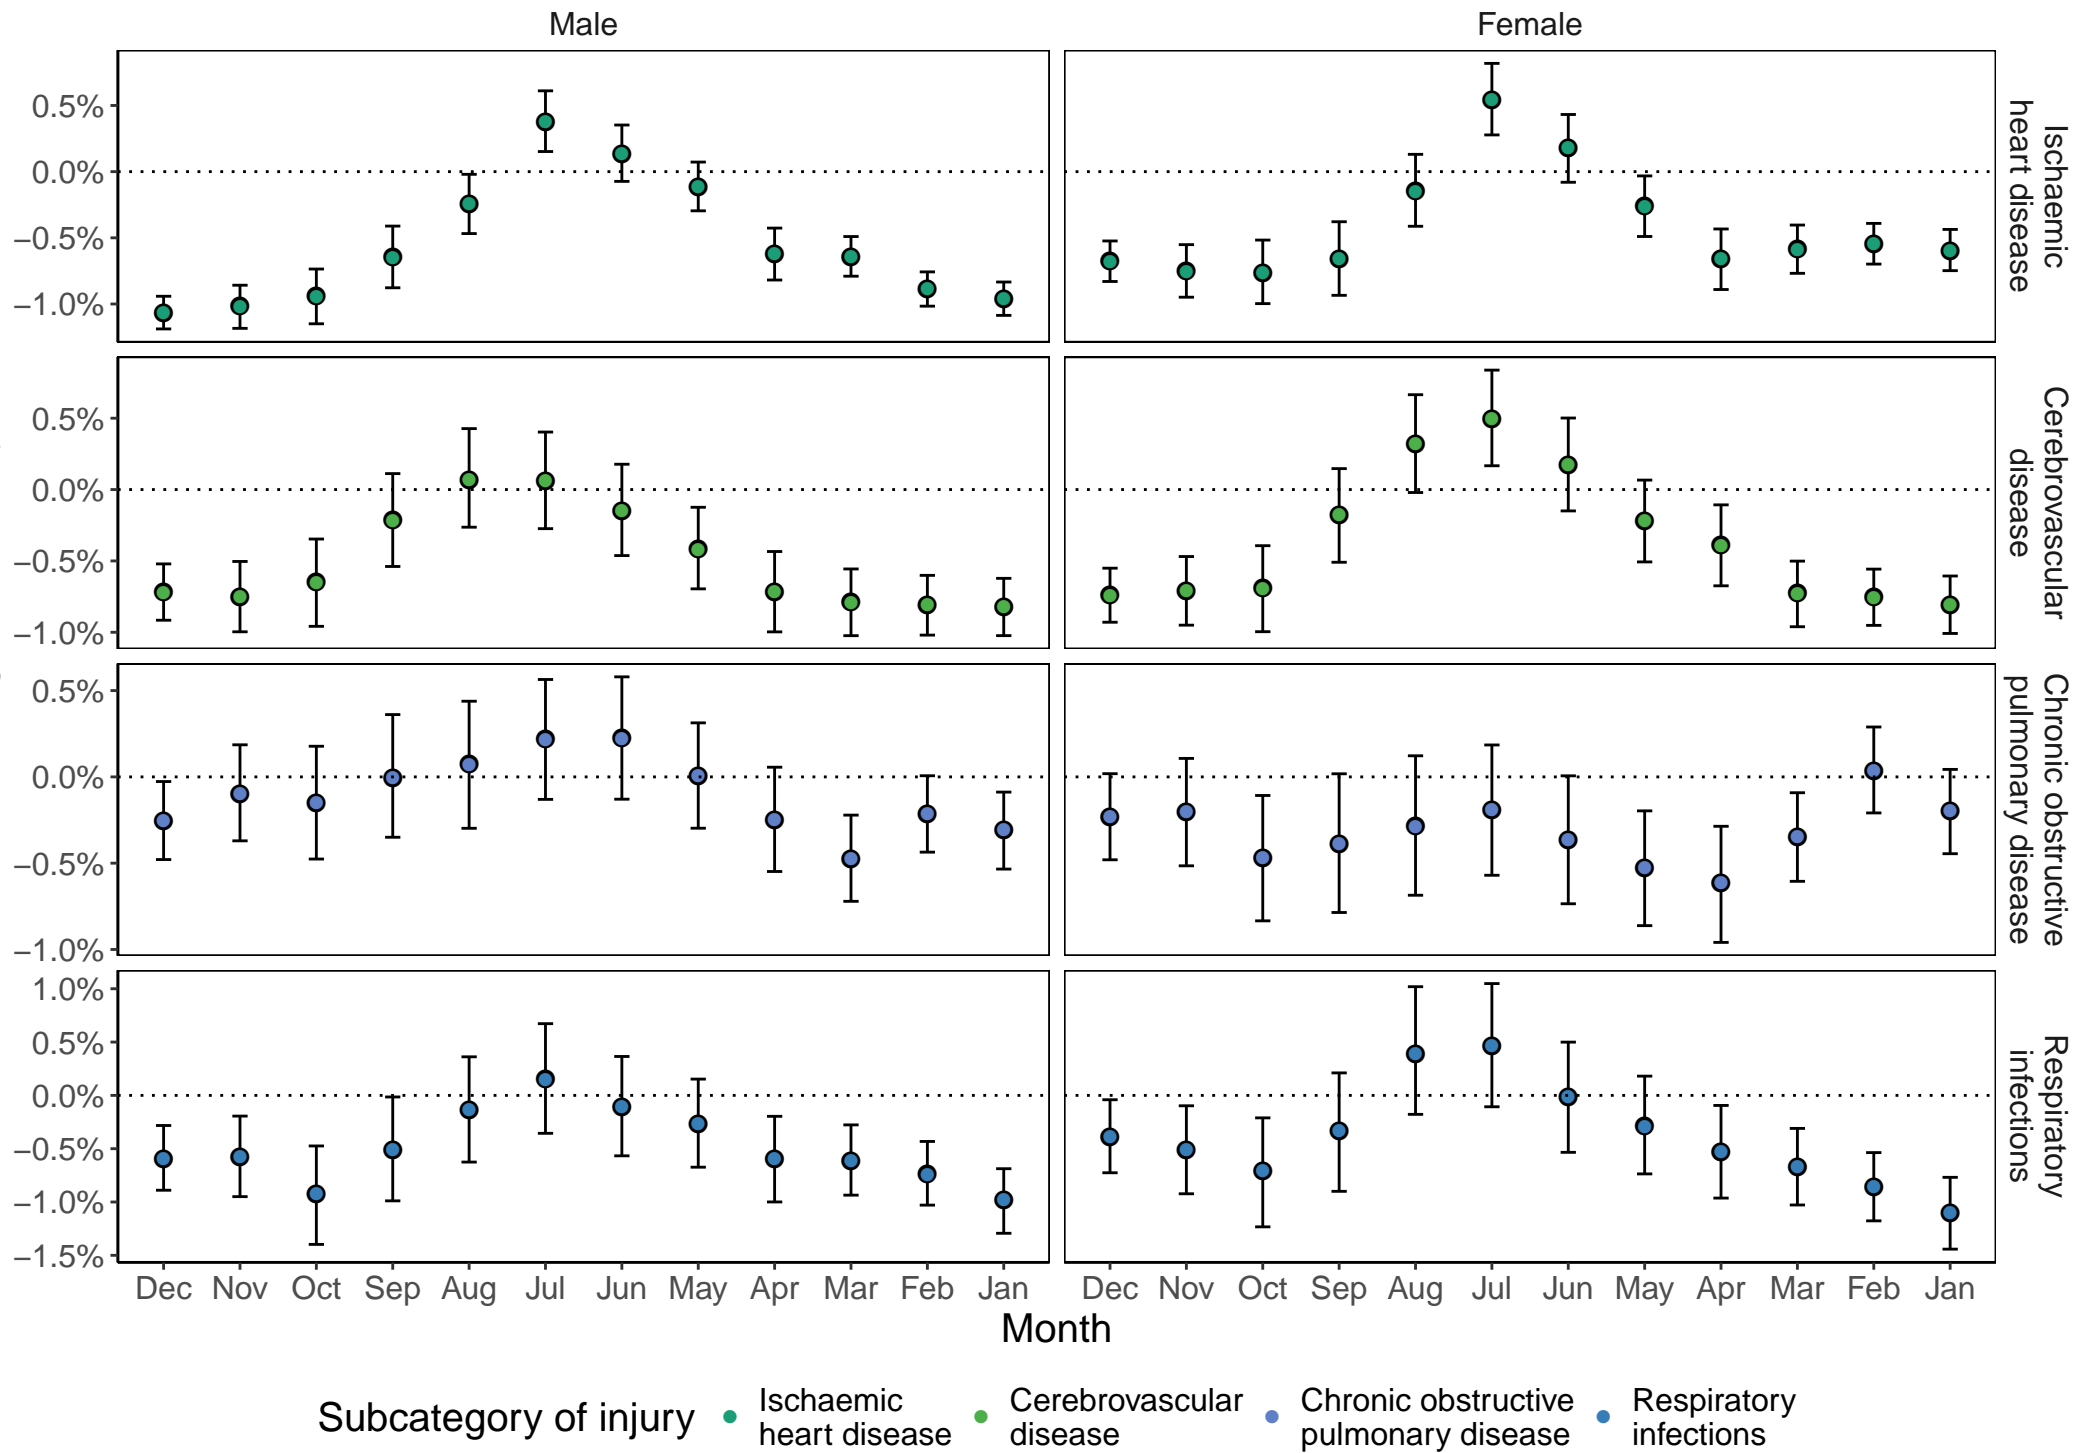 Male
Female
0.5%
0.0%
−0.5%
−1.0%
Ischaemic
heart disease
0.5%
0.0%
−0.5%
−1.0%
Cerebrovascular
disease
0.5%
0.0%
−0.5%
−1.0%
Chronic obstructive
pulmonary disease
1.0%
0.5%
0.0%
−0.5%
−1.0%
−1.5%
Respiratory
infections
Dec Nov Oct Sep Aug Jul Jun May Apr Mar Feb Jan
Dec Nov Oct Sep Aug Jul Jun May Apr Mar Feb Jan
Month
Subcategory of injury
Ischaemic
heart disease
Cerebrovascular
disease
Chronic obstructive
pulmonary disease
Respiratory
infections